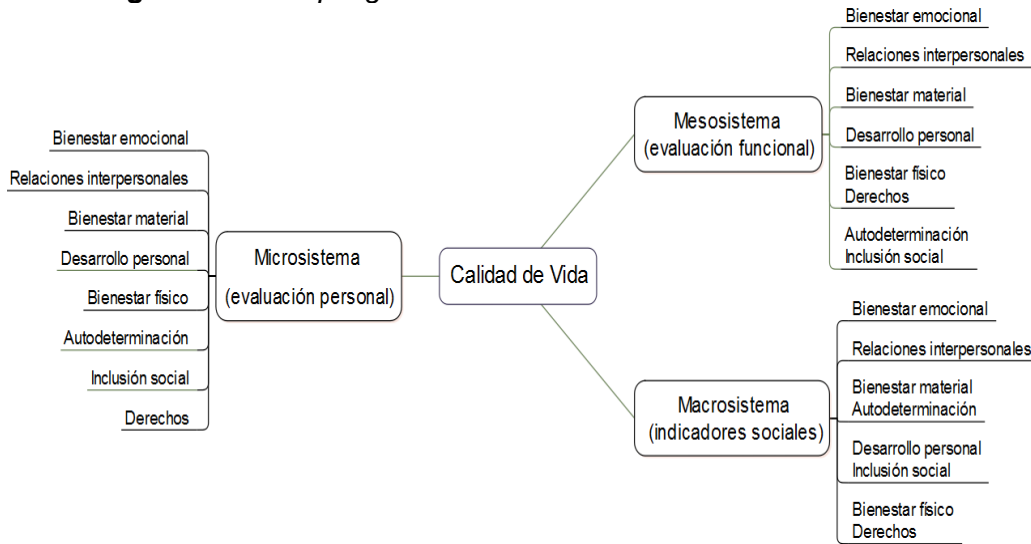 Bienestar emocional
Relaciones interpersonales
Bienestar material
Desarrollo personal
Bienestar físico
Autodeterminación
Inclusión social
Derechos
Microsistema
(evaluación personal)
Calidad de Vida
Mesosistema
(evaluación funcional)
Bienestar emocional
Relaciones interpersonales
Bienestar material
Desarrollo personal
Bienestar físico
Derechos
Autodeterminación
Inclusión social
Macrosistema
(indicadores sociales)
Bienestar emocional
Relaciones interpersonales
Bienestar material
Autodeterminación
Desarrollo personal
Inclusión social
Bienestar físico
Derechos